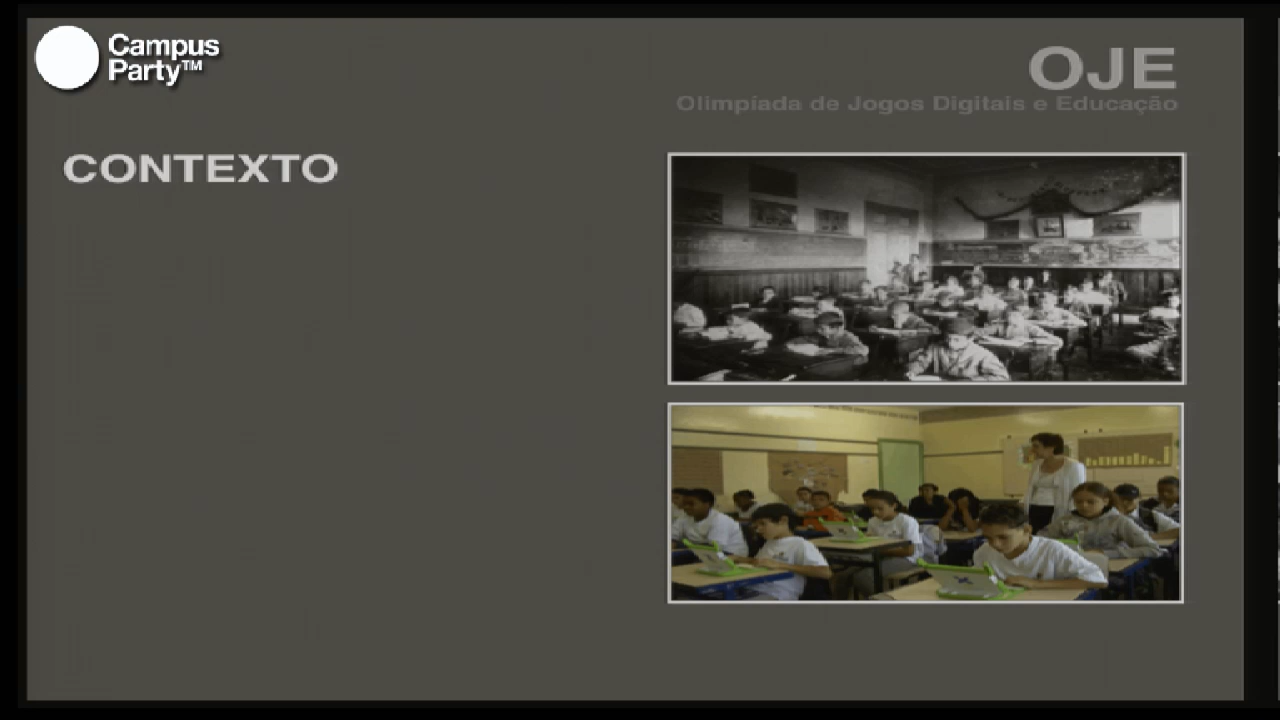 Campus
Party™
OJE
Olimpíada de Jogos Digitais e Educação
CONTEXTO